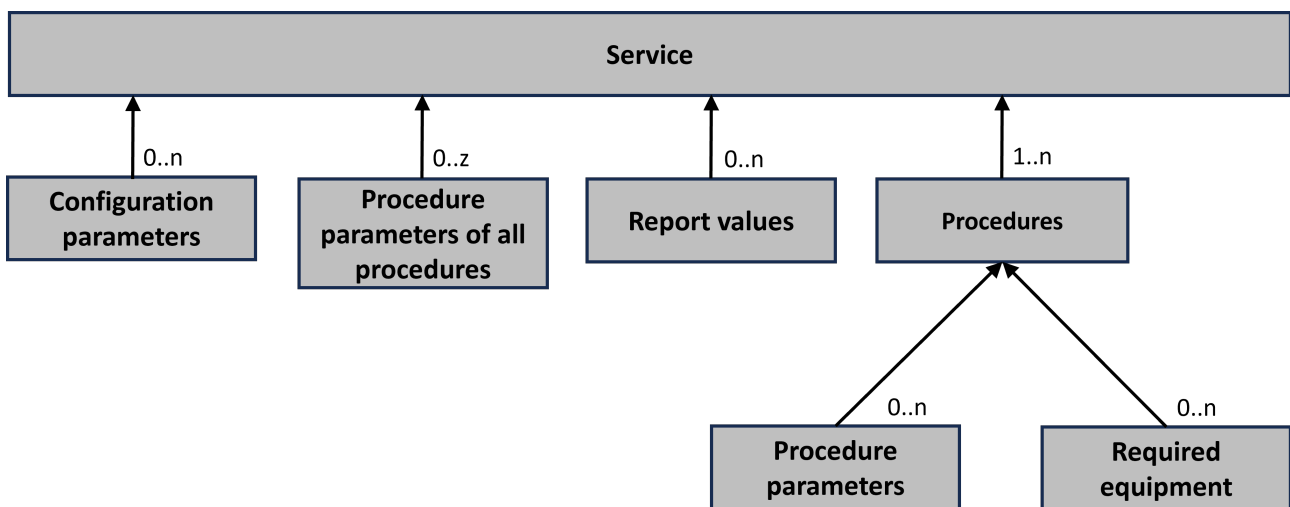 Service
0..n
0..z
0..n
1..n
Configuration
parameters
Procedure
parameters of all
procedures
Report values
Procedures
0..n
0..n
Procedure
parameters
Required
equipment